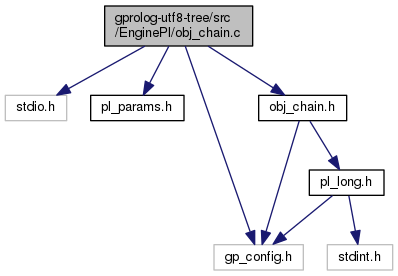 gprolog-utf8-tree/src
/EnginePl/obj_chain.c
stdio.h
pl_params.h
obj_chain.h
pl_long.h
gp_config.h
stdint.h